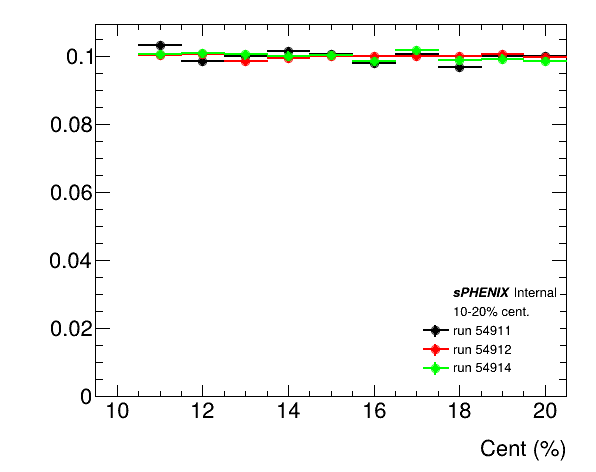 0.1
0.08
0.06
0.04
0.02
0
sPHENIX Internal
10-20% cent.
run 54911
run 54912
run 54914
10 12 14 16 18 20
Cent (%)